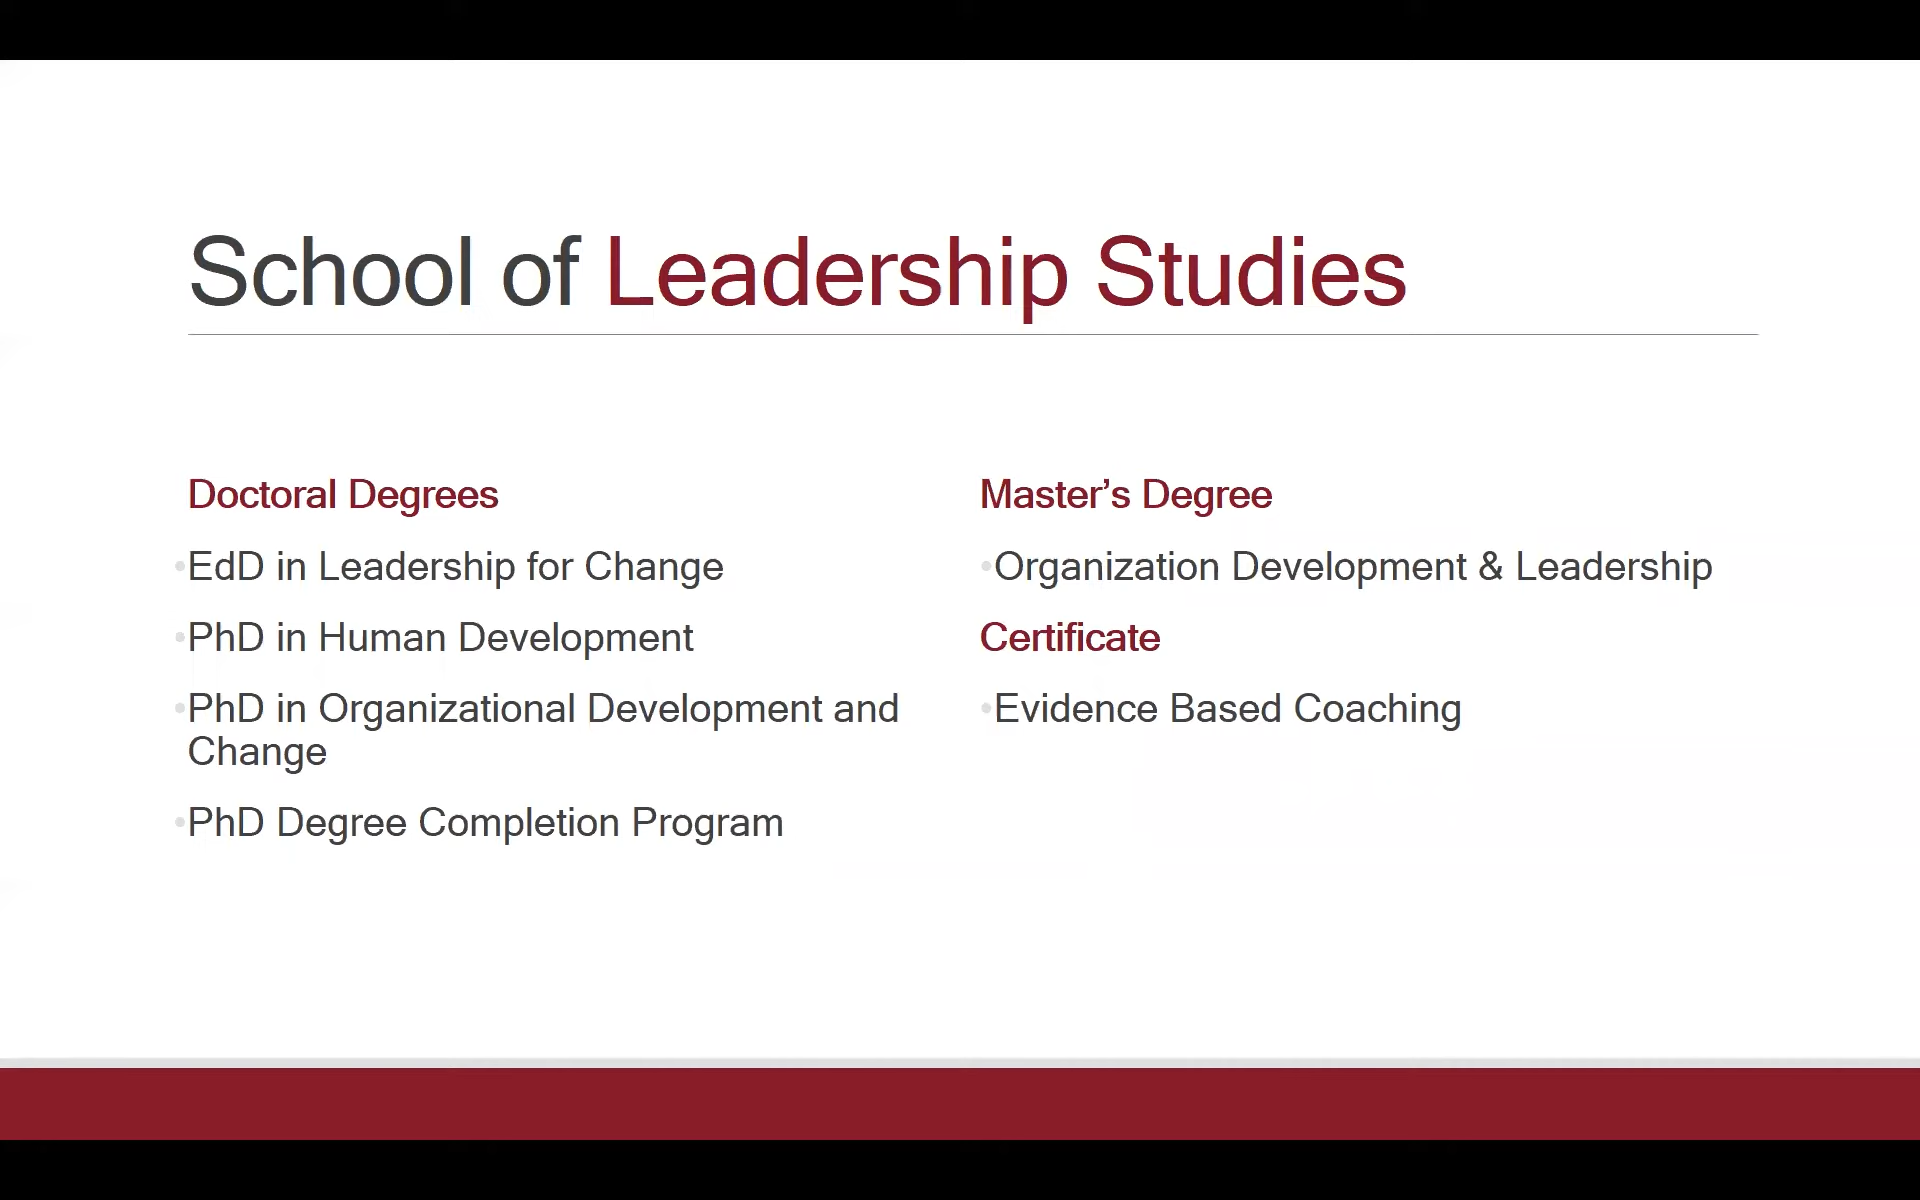 School of Leadership Studies
Doctoral Degrees
•EdD in Leadership for Change
•PhD in Human Development
•PhD in Organizational Development and
Change
•PhD Degree Completion Program
Master’s Degree
•Organization Development & Leadership
Certificate
•Evidence Based Coaching